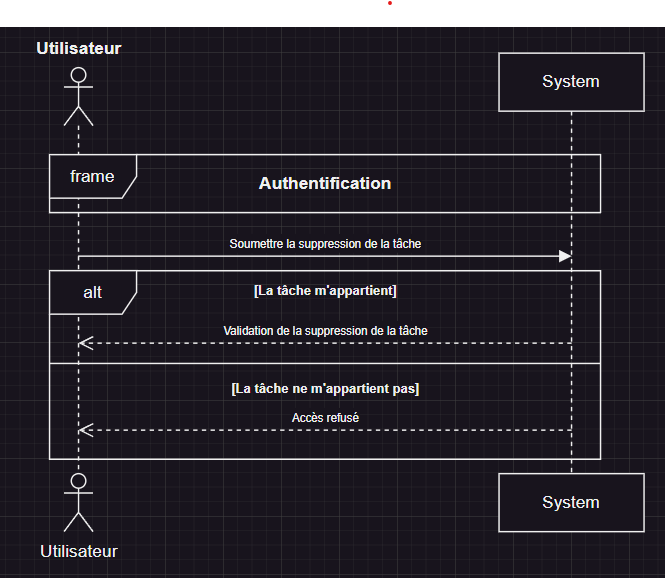 Utilisateur
System
frame
Authentification
Soumettre la suppression de la tâche
alt
[La tâche m'appartient]
Validation de la suppression de la tâche
[La tâche ne m'appartient pas]
Accès refusé
System
Utilisateur